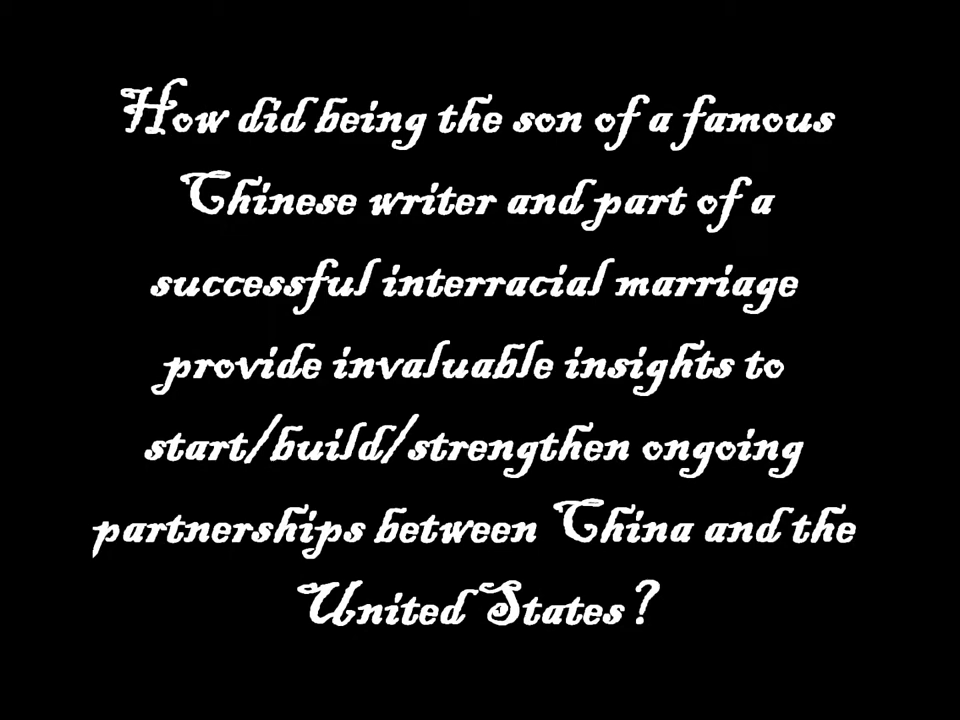 How did being the son of a famous
Chinese writer and part of a
successful interracial marriage
provide invaluable insights to
start/build/strengthen ongoing
partnerships between China and the
United States?